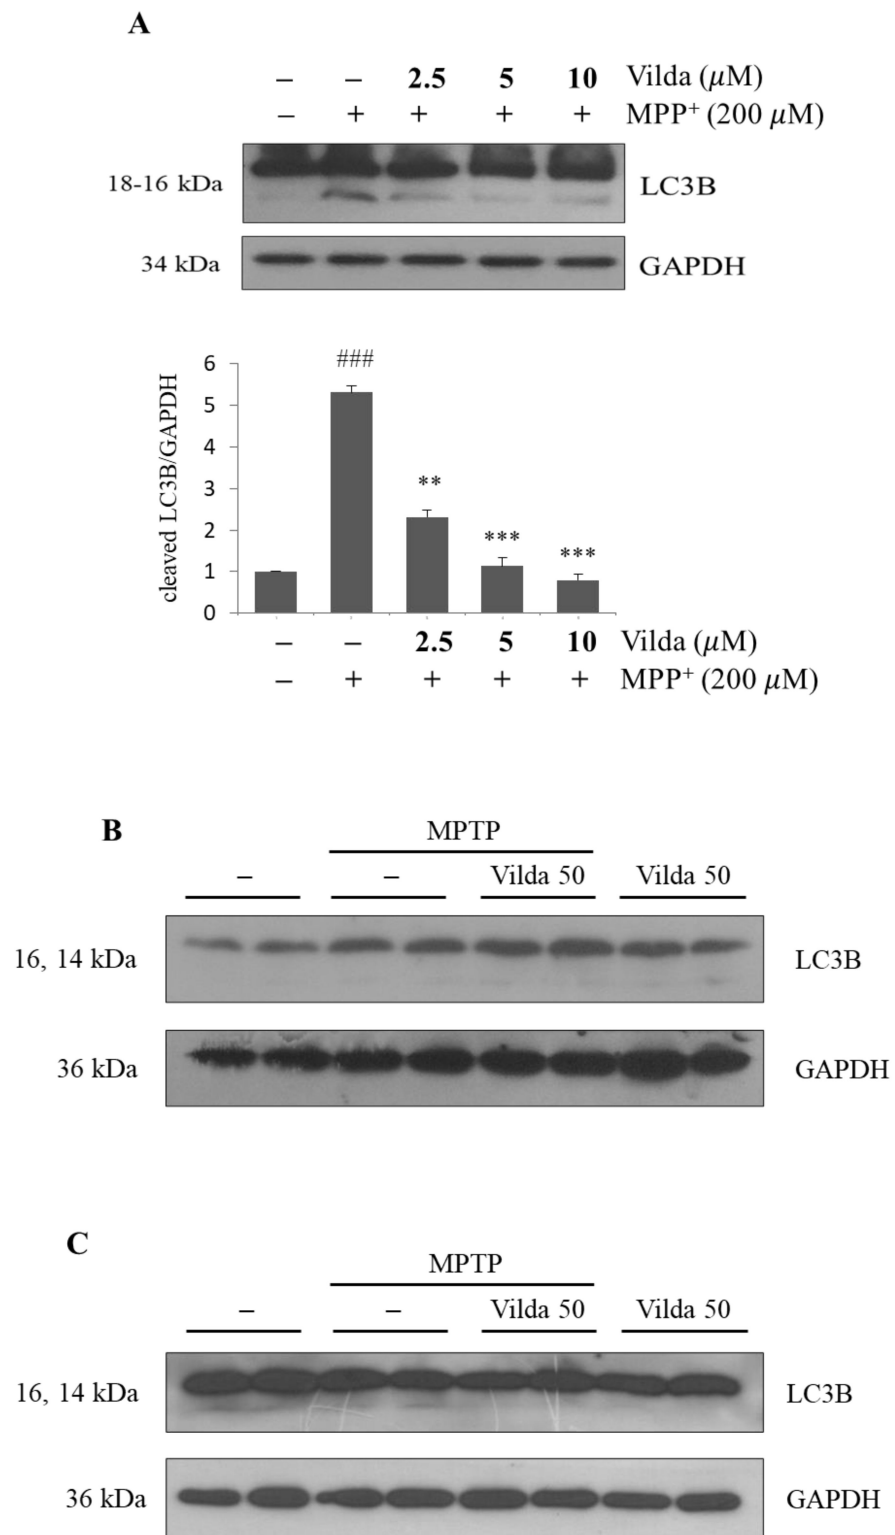 A
– – 2.5 5 10 Vilda (μM)
– + + + + MPP⁺ (200 μM)
18-16 kDa LC3B
34 kDa GAPDH
cleaved LC3B/GAPDH
6
5
4
3
2
1
0
###
**
***
***
– – 2.5 5 10 Vilda (μM)
– + + + + MPP⁺ (200 μM)
B
MPTP
– – Vilda 50 Vilda 50
16, 14 kDa LC3B
36 kDa GAPDH
C
MPTP
– – Vilda 50 Vilda 50
16, 14 kDa LC3B
36 kDa GAPDH